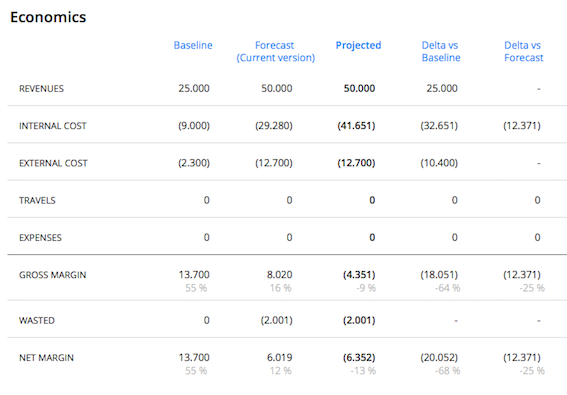 Economics
Baseline Forecast Projected Delta vs Delta vs
(Current version) Baseline Forecast
REVENUES 25.000 50.000 50.000 25.000 -
INTERNAL COST (9.000) (29.280) (41.651) (32.651) (12.371)
EXTERNAL COST (2.300) (12.700) (12.700) (10.400) -
TRAVELS 0 0 0 0 0
EXPENSES 0 0 0 0 0
GROSS MARGIN 13.700 8.020 (4.351) (18.051) (12.371)
55 % 16 % -9 % -64 % -25 %
WASTED 0 (2.001) (2.001) - -
NET MARGIN 13.700 6.019 (6.352) (20.052) (12.371)
55 % 12 % -13 % -68 % -25 %